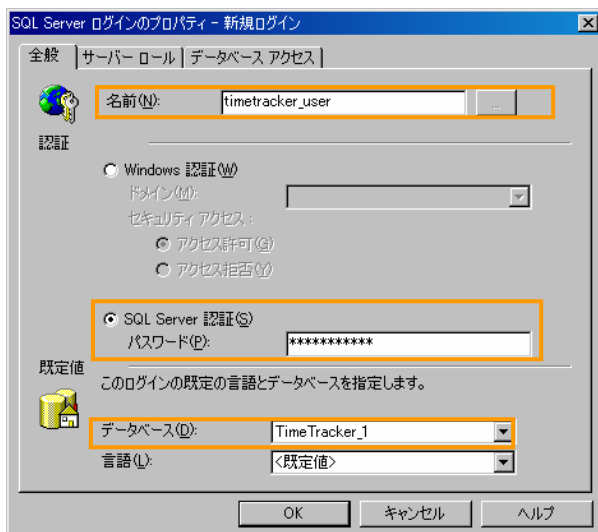 SQL Server ログインのプロパティ - 新規ログイン
全般 サーバー ロール データベース アクセス
名前(N): timetracker_user ...
認証
Windows 認証(W)
ドメイン(M):
セキュリティ アクセス :
アクセス許可(G)
アクセス拒否(Y)
SQL Server 認証(S)
パスワード(P): ***********
既定値
このログインの既定の言語とデータベースを指定します。
データベース(D): TimeTracker_1
言語(L): <既定値>
OK キャンセル ヘルプ